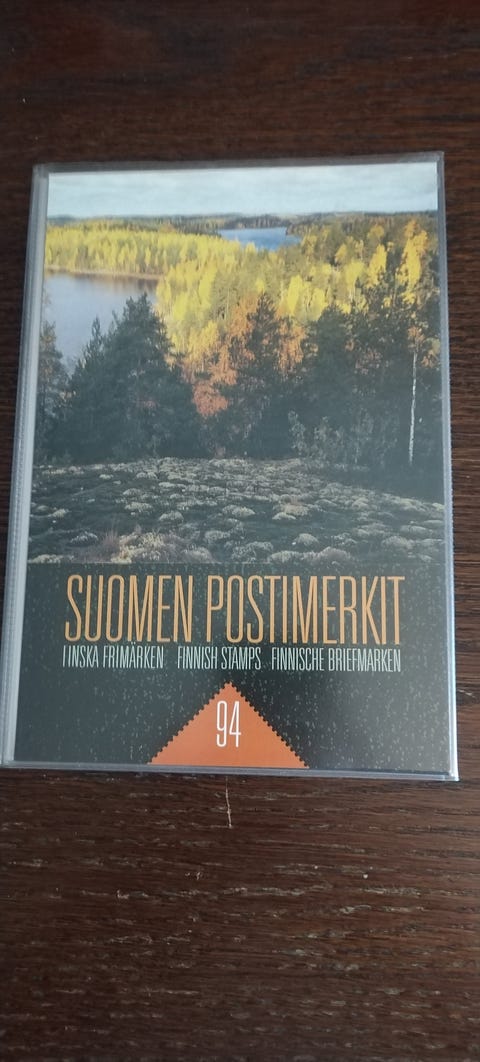 SUOMEN POSTIMERKIT
FINSKA FRIMÄRKEN FINNISH STAMPS FINNISCHE BRIEFMARKEN
94